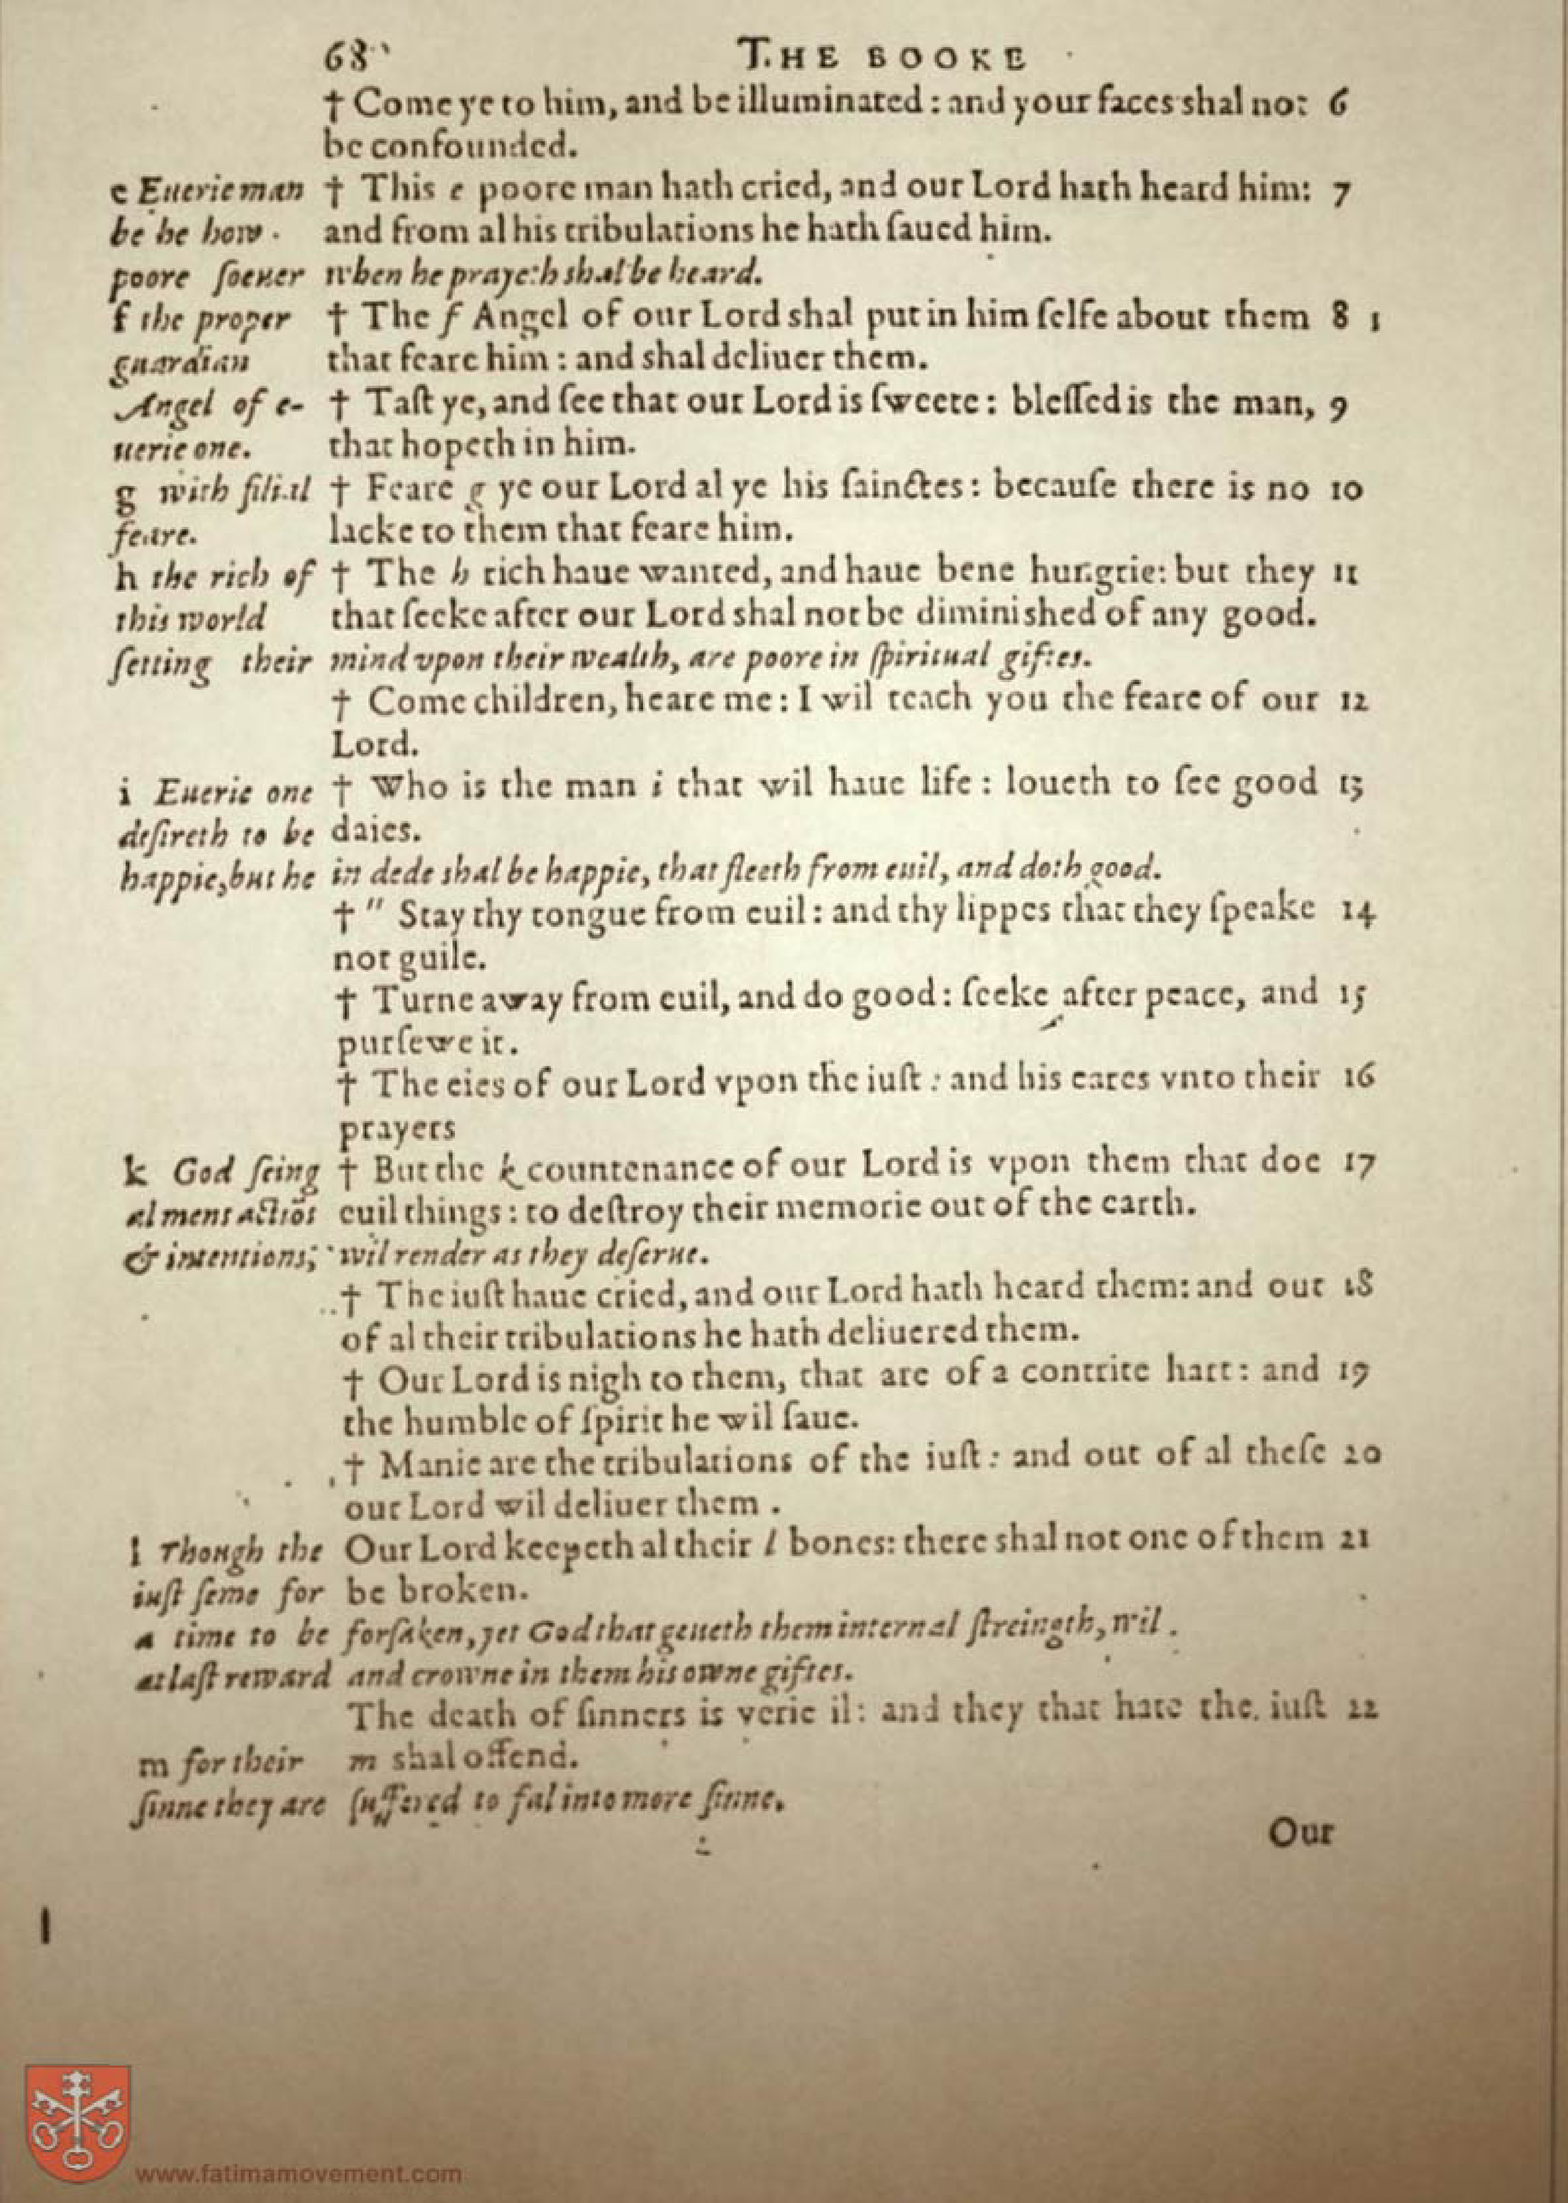 68
THE BOOKE
† Come ye to him, and be illuminated : and your faces shal not 6
be confounded.
e Euerie man † This e poore man hath cried, and our Lord hath heard him: 7
be he how and from al his tribulations he hath ſaued him.
poore ſoeuer when he prayeth shal be heard.
f the proper † The f Angel of our Lord shal put in him ſelfe about them 8
guardian that feare him : and shal deliuer them.
Angel of e- † Taſt ye, and ſee that our Lord is ſweete : bleſſed is the man, 9
uerie one. that hopeth in him.
g with filial † Feare g ye our Lord al ye his ſainctes : becauſe there is no 10
feare. lacke to them that feare him.
h the rich of † The h rich haue wanted, and haue bene hungrie: but they 11
this world that ſeeke after our Lord shal not be diminished of any good.
ſetting their mind vpon their wealth, are poore in ſpiritual giftes.
† Come children, heare me : I wil teach you the feare of our 12
Lord.
i Euerie one † Who is the man i that wil haue life : loueth to ſee good 13
deſireth to be daies.
happie, but he in dede shal be happie, that fleeth from euil, and doth good.
† " Stay thy tongue from euil : and thy lippes that they ſpeake 14
not guile.
† Turne away from euil, and do good : ſeeke after peace, and 15
purſewe it.
† The eies of our Lord vpon the iuſt : and his eares vnto their 16
prayers
k God ſeing † But the k countenance of our Lord is vpon them that doe 17
al mens actiõs euil things : to deſtroy their memorie out of the earth.
& intentions, wil render as they deſerue.
† The iuſt haue cried, and our Lord hath heard them: and out 18
of al their tribulations he hath deliuered them.
† Our Lord is nigh to them, that are of a contrite hart : and 19
the humble of ſpirit he wil ſaue.
† Manie are the tribulations of the iuſt : and out of al theſe 20
our Lord wil deliuer them .
l Though the Our Lord keepeth al their l bones: there shal not one of them 21
iuſt ſeme for be broken.
a time to be forſaken, yet God that geueth them internal ſtreingth, wil
at laſt reward and crowne in them his owne giftes.
The death of ſinners is verie il : and they that hate the iuſt 22
m for their m shal offend.
ſinne they are ſuffered to fal into more ſinne.
Our
www.fatimamovement.com